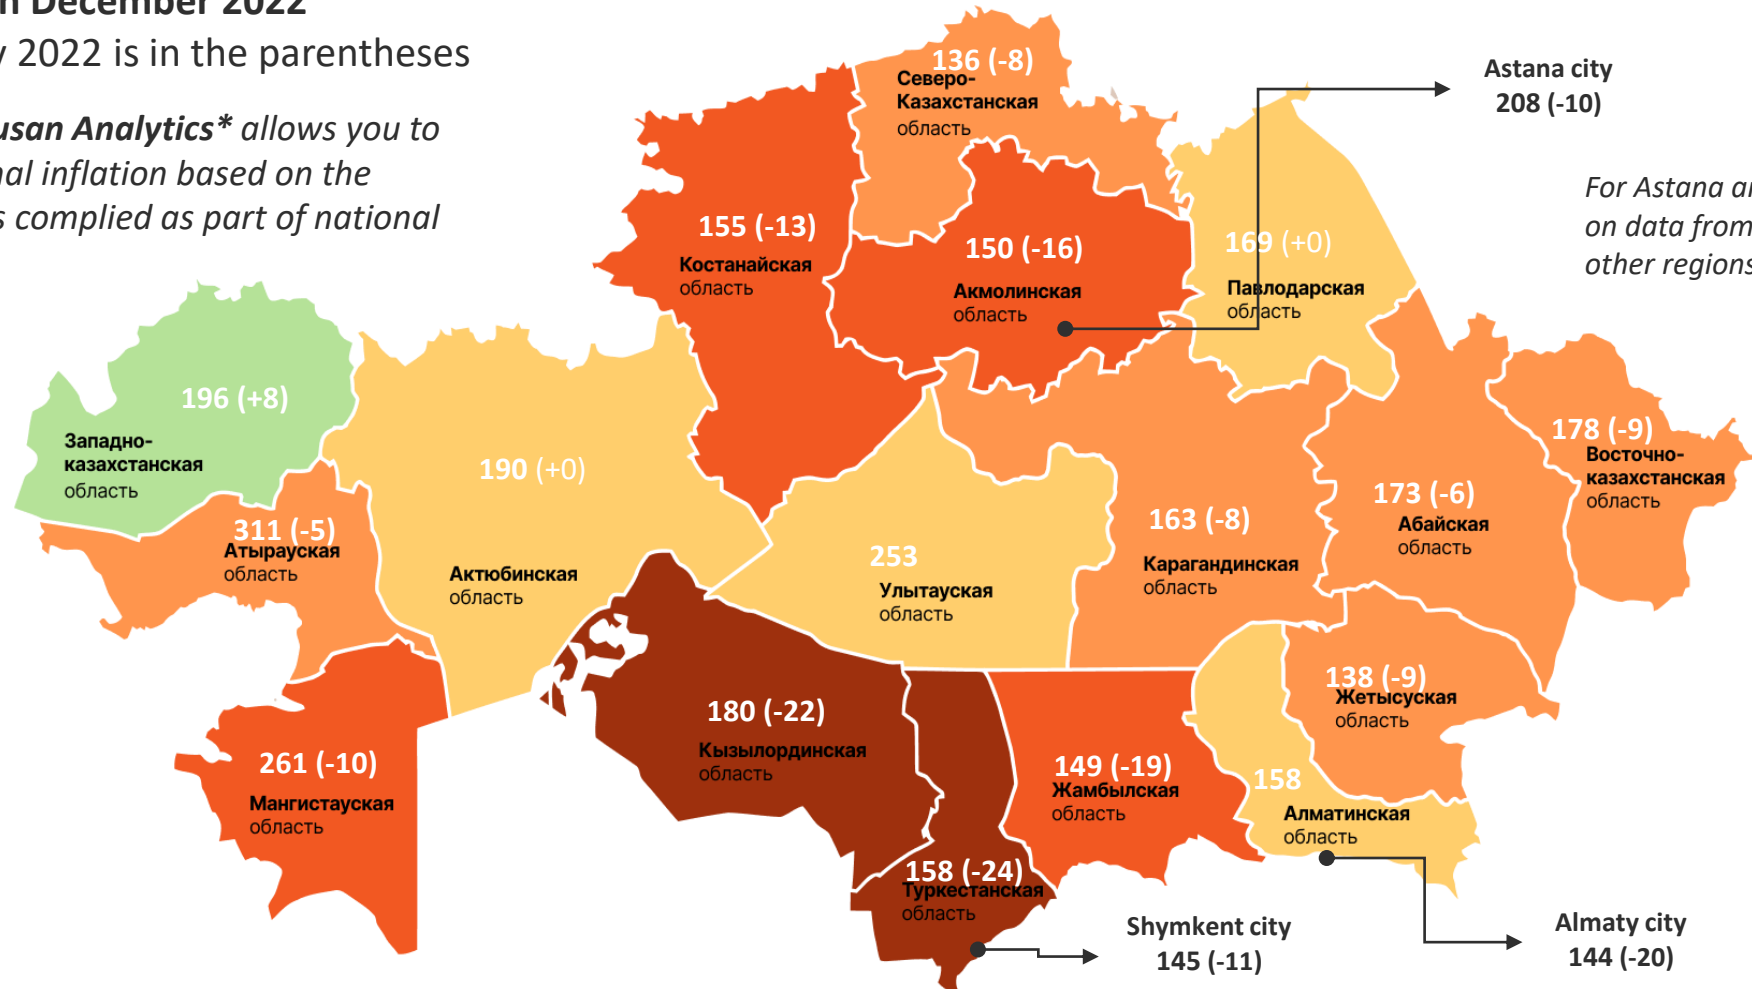 in December 2022
y 2022 is in the parentheses
usan Analytics* allows you to
nal inflation based on the
s complied as part of national
Astana city
208 (-10)
For Astana an
on data from
other regions
136 (-8)
Северо-
Казахстанская
область
155 (-13)
Костанайская
область
150 (-16)
Акмолинская
область
169 (+0)
Павлодарская
область
196 (+8)
Западно-
казахстанская
область
190 (+0)
Актюбинская
область
311 (-5)
Атырауская
область
253
Улытауская
область
163 (-8)
Карагандинская
область
173 (-6)
Абайская
область
178 (-9)
Восточно-
казахстанская
область
261 (-10)
Мангистауская
область
180 (-22)
Кызылординская
область
149 (-19)
Жамбылская
область
138 (-9)
Жетысуская
область
158
Алматинская
область
158 (-24)
Туркестанская
область
Shymkent city
145 (-11)
Almaty city
144 (-20)